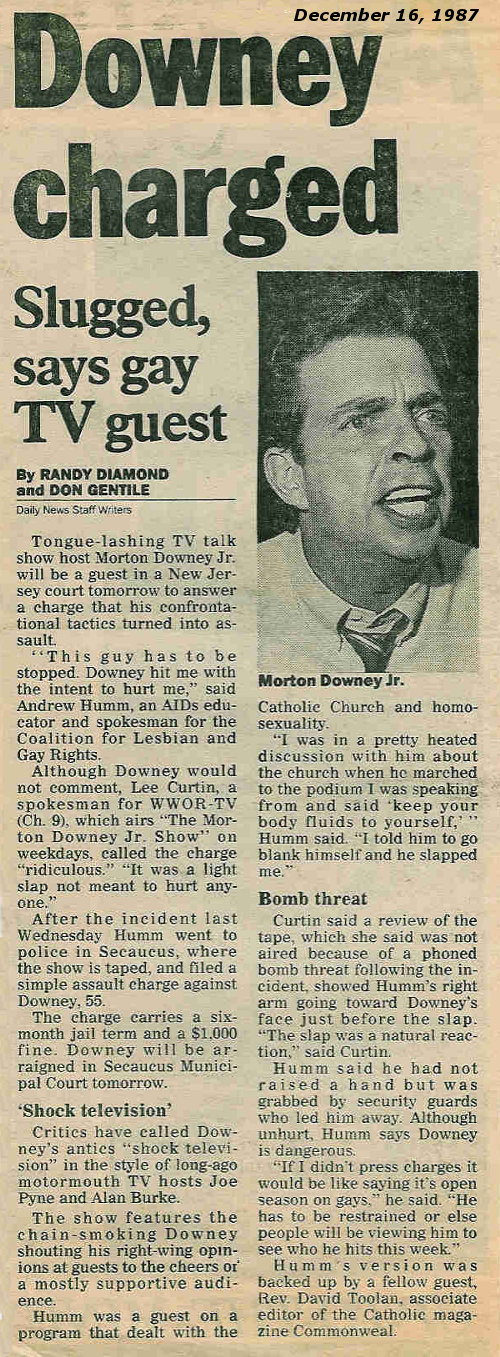 December 16, 1987
Downey
charged
Slugged,
says gay
TV guest
By RANDY DIAMOND
and DON GENTILE
Daily News Staff Writers
Tongue-lashing TV talk
show host Morton Downey Jr.
will be a guest in a New Jer-
sey court tomorrow to answer
a charge that his confronta-
tional tactics turned into as-
sault.
‘‘This guy has to be
stopped. Downey hit me with
the intent to hurt me,” said
Andrew Humm, an AIDs edu-
cator and spokesman for the
Coalition for Lesbian and
Gay Rights.
Although Downey would
not comment, Lee Curtin, a
spokesman for WWOR-TV
(Ch. 9), which airs “The Mor-
ton Downey Jr. Show” on
weekdays, called the charge
“ridiculous.” “It was a light
slap not meant to hurt any-
one.”
After the incident last
Wednesday Humm went to
police in Secaucus, where
the show is taped, and filed a
simple assault charge against
Downey, 55.
The charge carries a six-
month jail term and a $1,000
fine. Downey will be ar-
raigned in Secaucus Munici-
pal Court tomorrow.
‘Shock television’
Critics have called Dow-
ney’s antics “shock televi-
sion” in the style of long-ago
motormouth TV hosts Joe
Pyne and Alan Burke.
The show features the
chain-smoking Downey
shouting his right-wing opin-
ions at guests to the cheers of
a mostly supportive audi-
ence.
Humm was a guest on a
program that dealt with the
Morton Downey Jr.
Catholic Church and homo-
sexuality.
“I was in a pretty heated
discussion with him about
the church when he marched
to the podium I was speaking
from and said ‘keep your
body fluids to yourself,’ ”
Humm said. “I told him to go
blank himself and he slapped
me.”
Bomb threat
Curtin said a review of the
tape, which she said was not
aired because of a phoned
bomb threat following the in-
cident, showed Humm’s right
arm going toward Downey’s
face just before the slap.
“The slap was a natural reac-
tion,” said Curtin.
Humm said he had not
raised a hand but was
grabbed by security guards
who led him away. Although
unhurt, Humm says Downey
is dangerous.
“If I didn’t press charges it
would be like saying it’s open
season on gays,” he said. “He
has to be restrained or else
people will be viewing him to
see who he hits this week.”
Humm’s version was
backed up by a fellow guest,
Rev. David Toolan, associate
editor of the Catholic maga-
zine Commonweal.